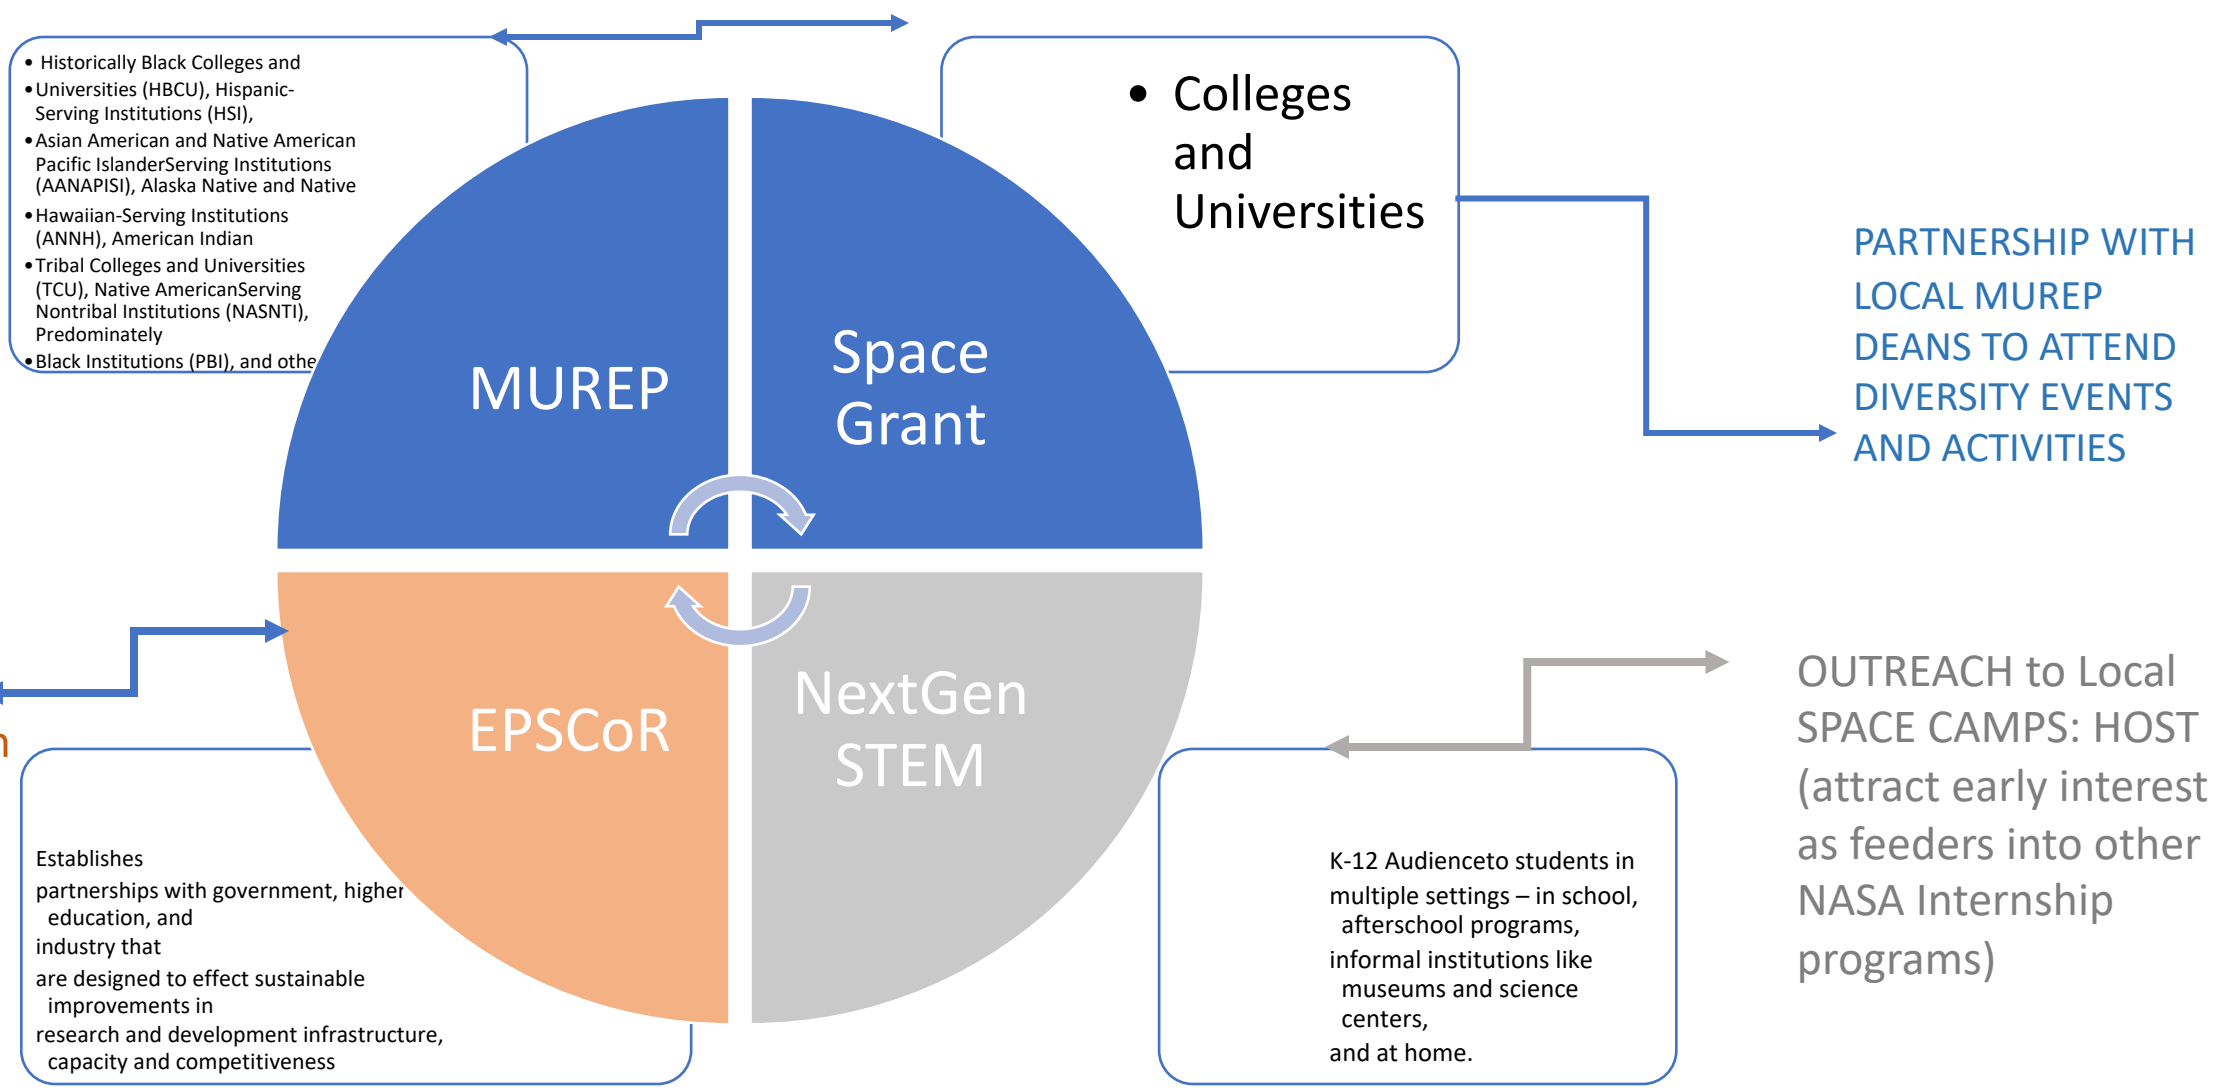 • Historically Black Colleges and
•Universities (HBCU), Hispanic-
Serving Institutions (HSI),
•Asian American and Native American
Pacific IslanderServing Institutions
(AANAPISI), Alaska Native and Native
•Hawaiian-Serving Institutions
(ANNH), American Indian
•Tribal Colleges and Universities
(TCU), Native AmericanServing
Nontribal Institutions (NASNTI),
Predominately
•Black Institutions (PBI), and othe
MUREP
Space
Grant
• Colleges
and
Universities
PARTNERSHIP WITH
LOCAL MUREP
DEANS TO ATTEND
DIVERSITY EVENTS
AND ACTIVITIES
EPSCoR
NextGen
STEM
Establishes
partnerships with government, higher
education, and
industry that
are designed to effect sustainable
improvements in
research and development infrastructure,
capacity and competitiveness
K-12 Audienceto students in
multiple settings – in school,
afterschool programs,
informal institutions like
museums and science
centers,
and at home.
OUTREACH to Local
SPACE CAMPS: HOST
(attract early interest
as feeders into other
NASA Internship
programs)